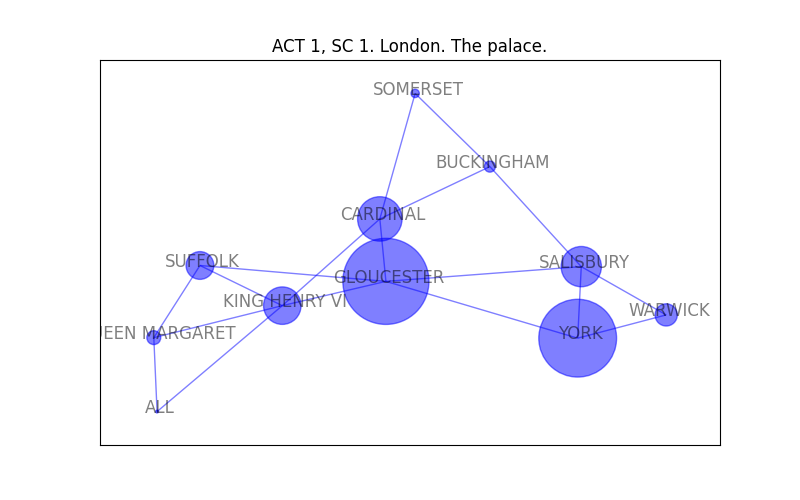 ACT 1, SC 1. London. The palace.
SOMERSET
BUCKINGHAM
CARDINAL
SUFFOLK
SALISBURY
GLOUCESTER
KING HENRY VI
WARWICK
EEN MARGARET
YORK
ALL